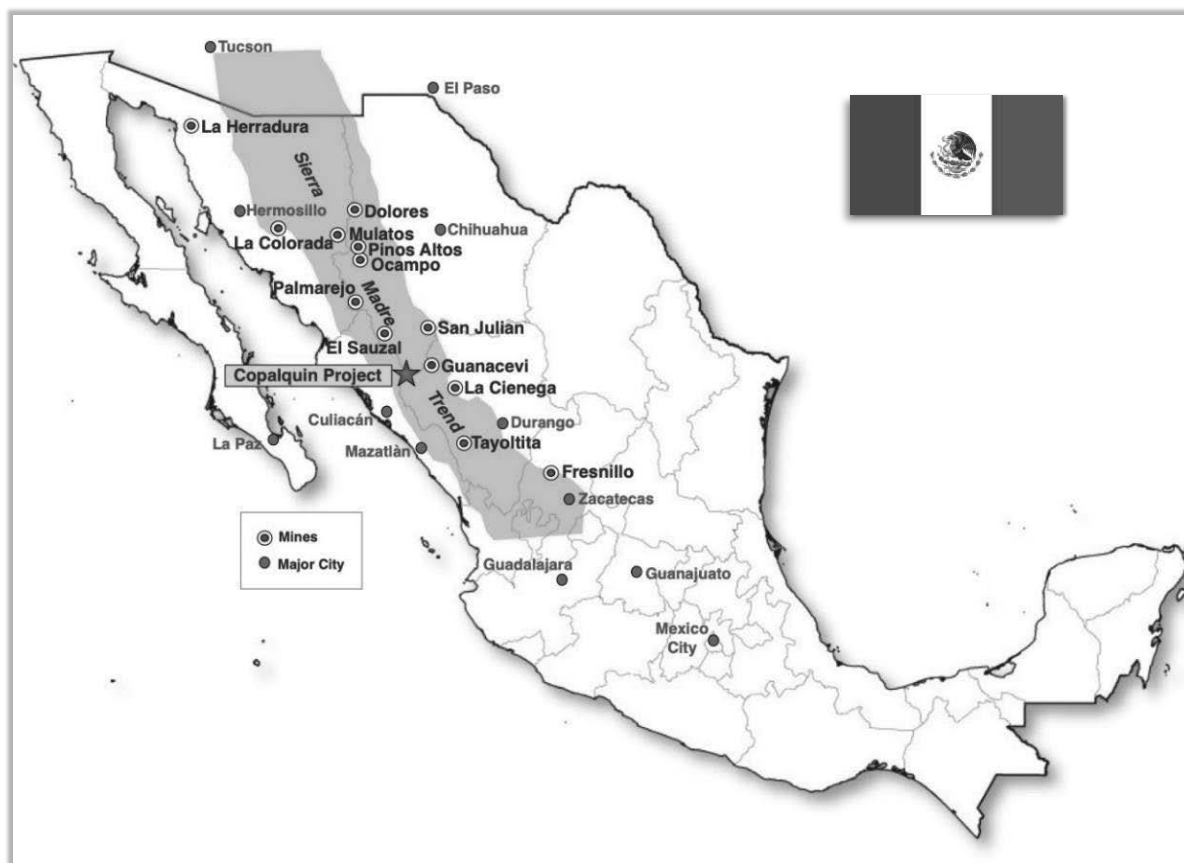 Tucson
El Paso
La Herradura
Sierra
Hermosillo
Dolores
Chihuahua
La Colorada
Mulatos
Pinos Altos
Ocampo
Palmarejo
Madre
San Julian
El Sauzal
Guanacevi
Copalquin Project
La Cienega
Trend
Culiacán
Durango
La Paz
Mazatlàn
Tayoltita
Fresnillo
Zacatecas
Mines
Major City
Guadalajara
Guanajuato
Mexico
City